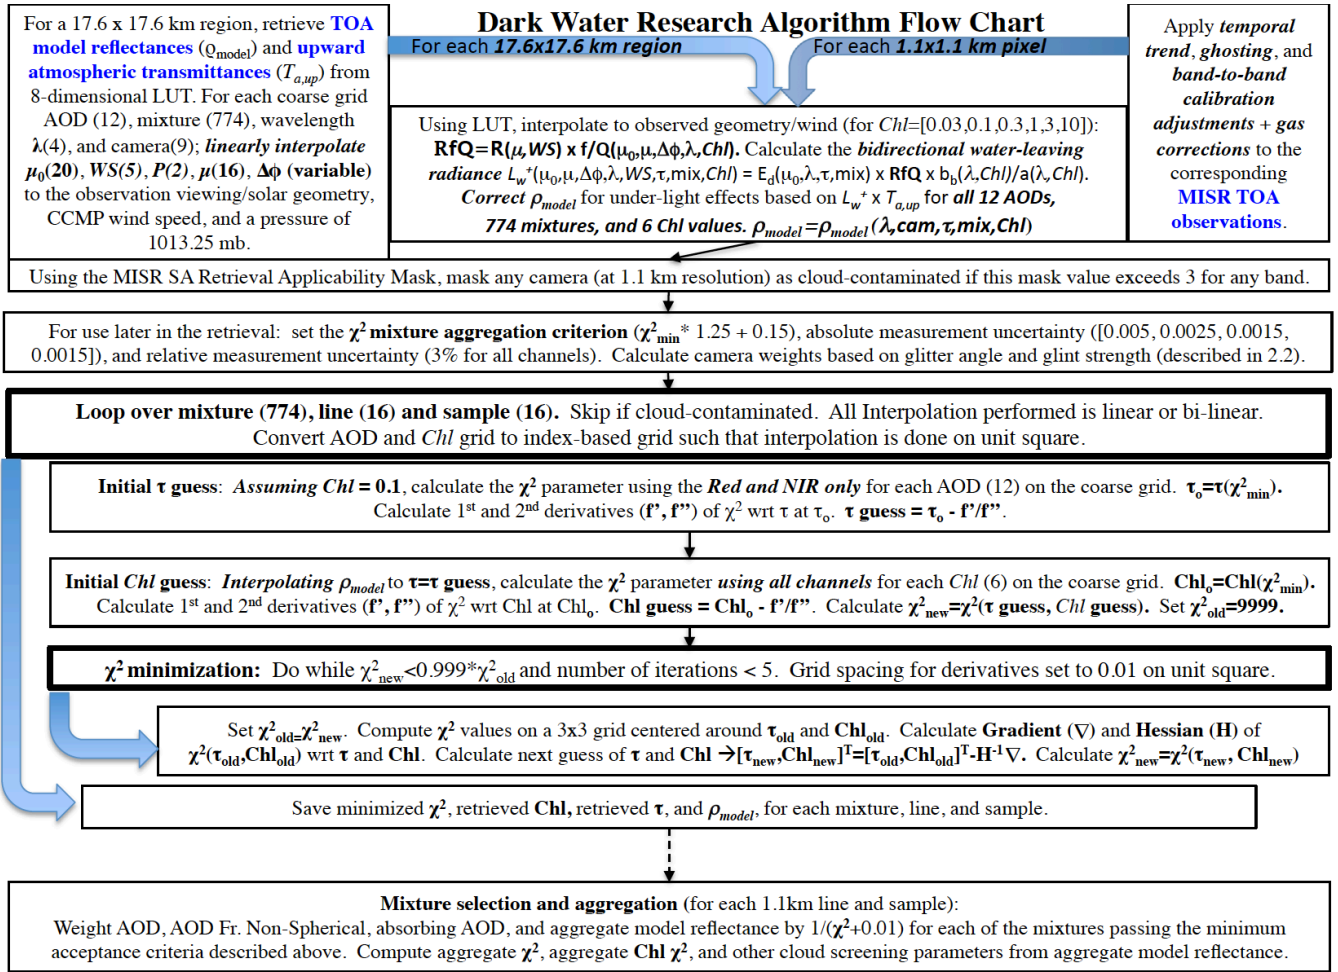 Dark Water Research Algorithm Flow Chart
For a 17.6 x 17.6 km region, retrieve TOA
model reflectances (ϱmodel) and upward
atmospheric transmittances (Ta,up) from
8-dimensional LUT. For each coarse grid
AOD (12), mixture (774), wavelength
λ(4), and camera(9); linearly interpolate
μ0(20), WS(5), P(2), μ(16), Δϕ (variable)
to the observation viewing/solar geometry,
CCMP wind speed, and a pressure of
1013.25 mb.
For each 17.6x17.6 km region
For each 1.1x1.1 km pixel
Apply temporal
trend, ghosting, and
band-to-band
calibration
adjustments + gas
corrections to the
corresponding
MISR TOA
observations.
Using LUT, interpolate to observed geometry/wind (for Chl=[0.03,0.1,0.3,1,3,10]):
RfQ=R(μ,WS) x f/Q(μ0,μ,Δϕ,λ,Chl). Calculate the bidirectional water-leaving
radiance Lw+(μ0,μ,Δϕ,λ,WS,τ,mix,Chl) = Ed(μ0,λ,τ,mix) x RfQ x bb(λ,Chl)/a(λ,Chl).
Correct ρmodel for under-light effects based on Lw+ x Ta,up for all 12 AODs,
774 mixtures, and 6 Chl values. ρmodel=ρmodel(λ,cam,τ,mix,Chl)
Using the MISR SA Retrieval Applicability Mask, mask any camera (at 1.1 km resolution) as cloud-contaminated if this mask value exceeds 3 for any band.
For use later in the retrieval: set the χ² mixture aggregation criterion (χ²min* 1.25 + 0.15), absolute measurement uncertainty ([0.005, 0.0025, 0.0015,
0.0015]), and relative measurement uncertainty (3% for all channels). Calculate camera weights based on glitter angle and glint strength (described in 2.2).
Loop over mixture (774), line (16) and sample (16). Skip if cloud-contaminated. All Interpolation performed is linear or bi-linear.
Convert AOD and Chl grid to index-based grid such that interpolation is done on unit square.
Initial τ guess: Assuming Chl = 0.1, calculate the χ² parameter using the Red and NIR only for each AOD (12) on the coarse grid. τo=τ(χ²min).
Calculate 1st and 2nd derivatives (f', f'') of χ² wrt τ at τo. τ guess = τo - f'/f''.
Initial Chl guess: Interpolating ρmodel to τ=τ guess, calculate the χ² parameter using all channels for each Chl (6) on the coarse grid. Chlo=Chl(χ²min).
Calculate 1st and 2nd derivatives (f', f'') of χ² wrt Chl at Chlo. Chl guess = Chlo - f'/f''. Calculate χ²new=χ²(τ guess, Chl guess). Set χ²old=9999.
χ² minimization: Do while χ²new<0.999*χ²old and number of iterations < 5. Grid spacing for derivatives set to 0.01 on unit square.
Set χ²old=χ²new. Compute χ² values on a 3x3 grid centered around τold and Chlold. Calculate Gradient (∇) and Hessian (H) of
χ²(τold,Chlold) wrt τ and Chl. Calculate next guess of τ and Chl →[τnew,Chlnew]T=[τold,Chlold]T-H-1∇. Calculate χ²new=χ²(τnew, Chlnew)
Save minimized χ², retrieved Chl, retrieved τ, and ρmodel, for each mixture, line, and sample.
Mixture selection and aggregation (for each 1.1km line and sample):
Weight AOD, AOD Fr. Non-Spherical, absorbing AOD, and aggregate model reflectance by 1/(χ²+0.01) for each of the mixtures passing the minimum
acceptance criteria described above. Compute aggregate χ², aggregate Chl χ², and other cloud screening parameters from aggregate model reflectance.